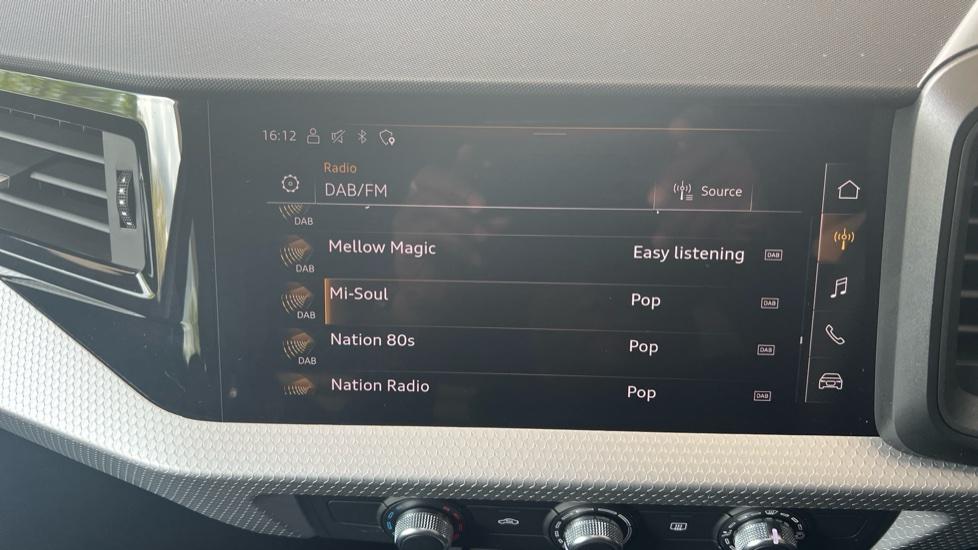 16:12
Radio
DAB/FM
Source
DAB
Mellow Magic Easy listening DAB
DAB
Mi-Soul Pop DAB
DAB
Nation 80s Pop DAB
DAB
Nation Radio Pop DAB